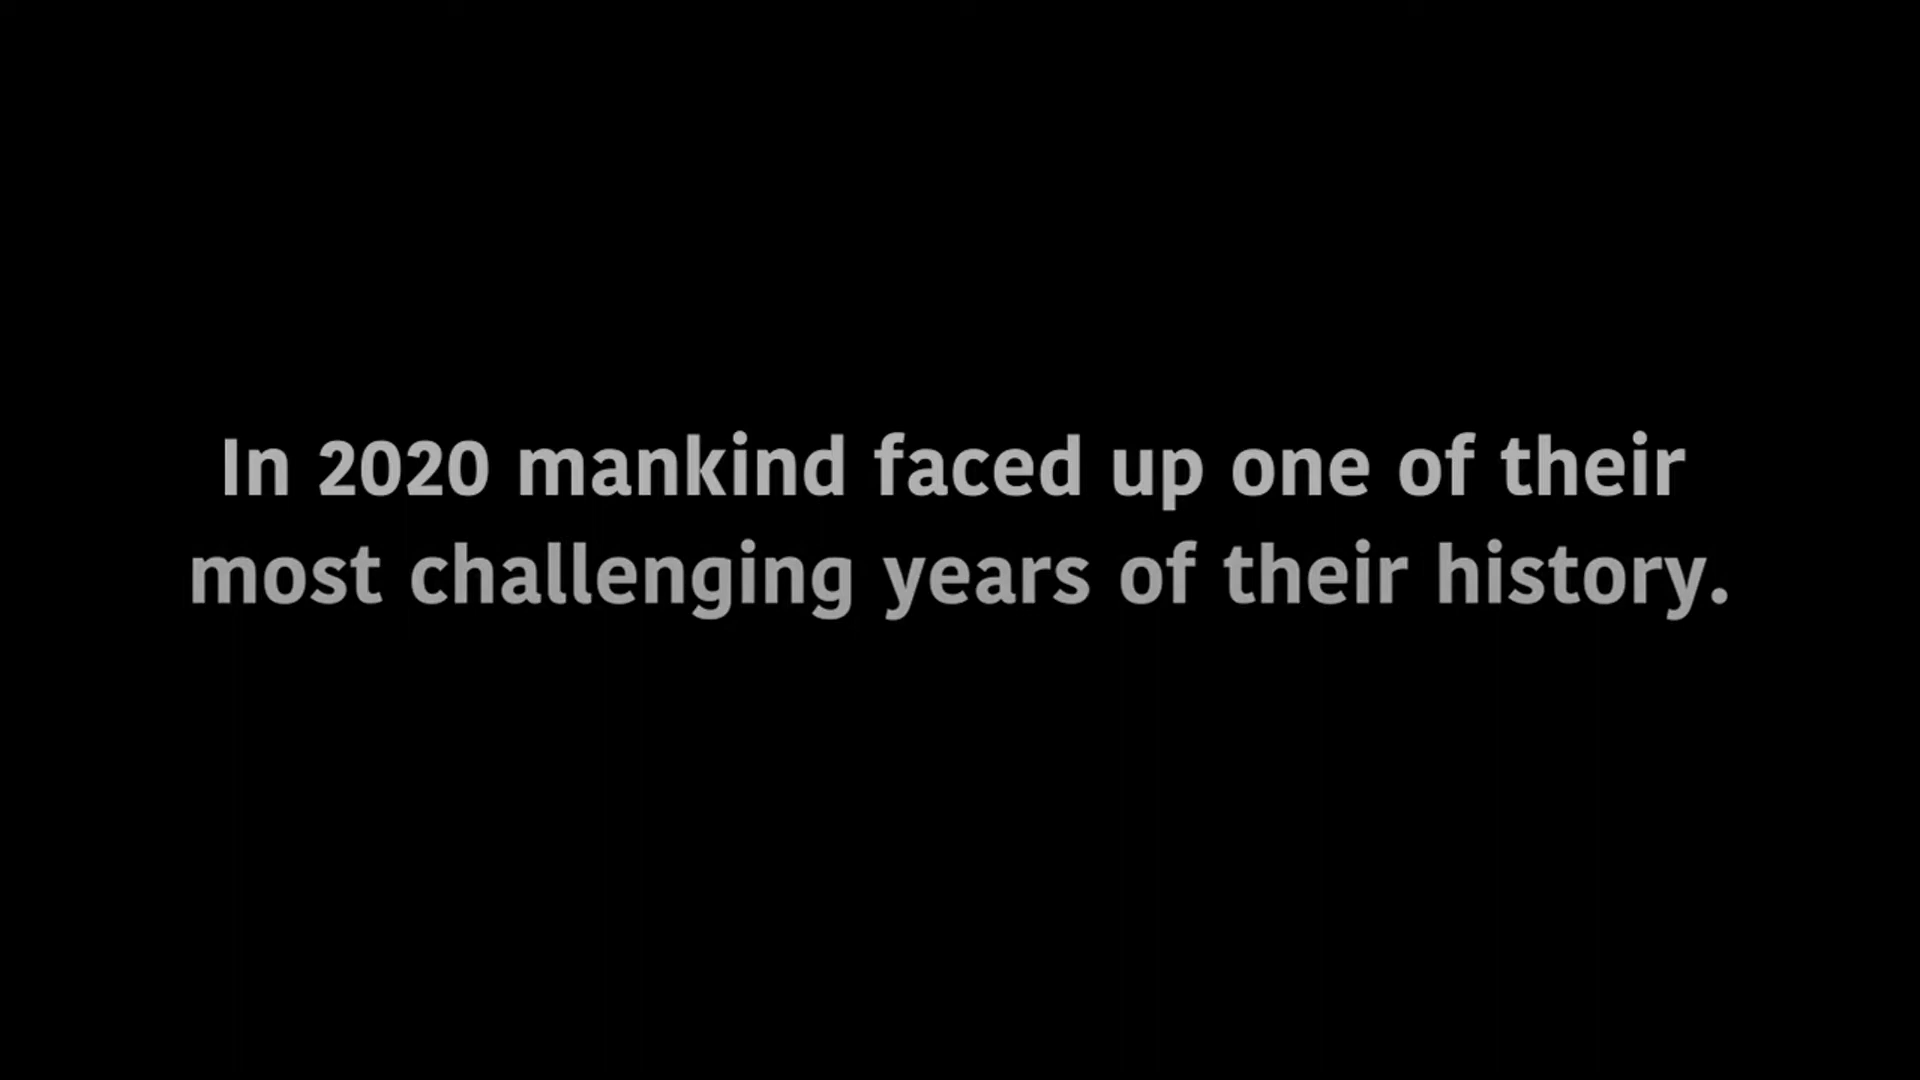 In 2020 mankind faced up one of their
most challenging years of their history.